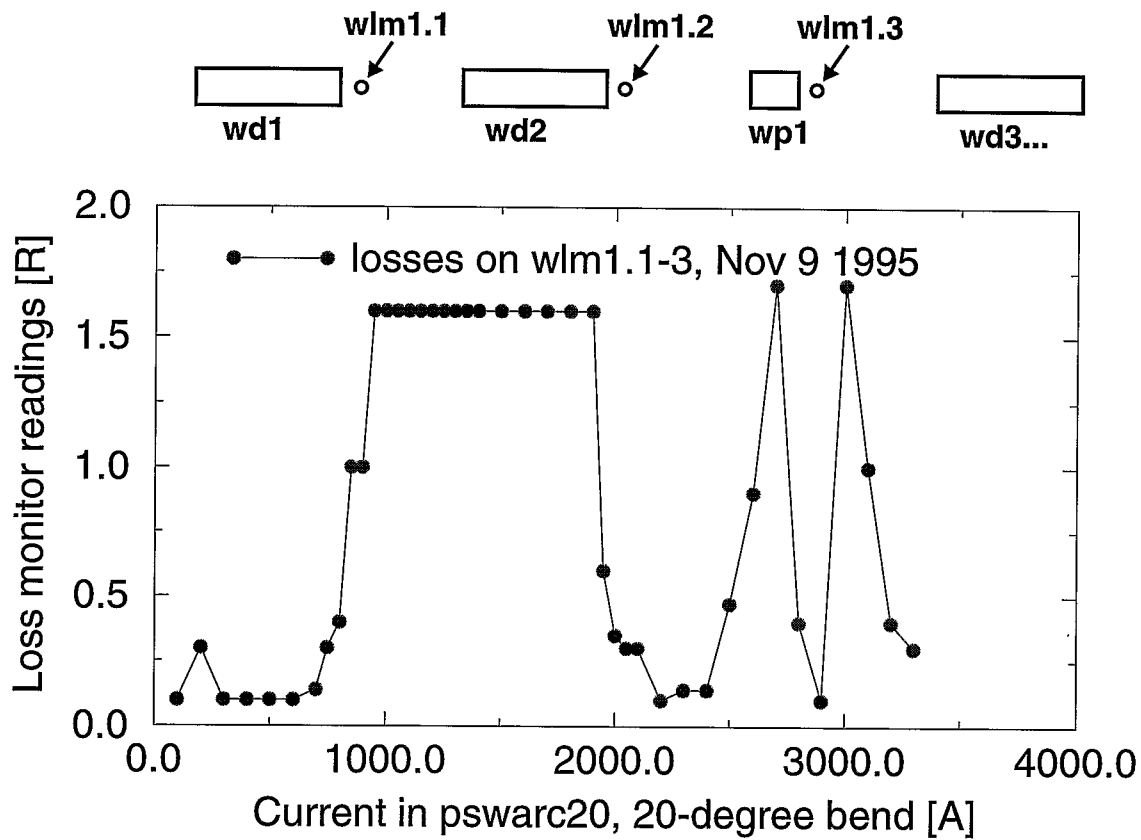 wlm1.1 wlm1.2 wlm1.3
wd1 wd2 wp1 wd3...
2.0
losses on wlm1.1-3, Nov 9 1995
1.5
1.0
0.5
0.0
Loss monitor readings [R]
0.0 1000.0 2000.0 3000.0 4000.0
Current in pswarc20, 20-degree bend [A]